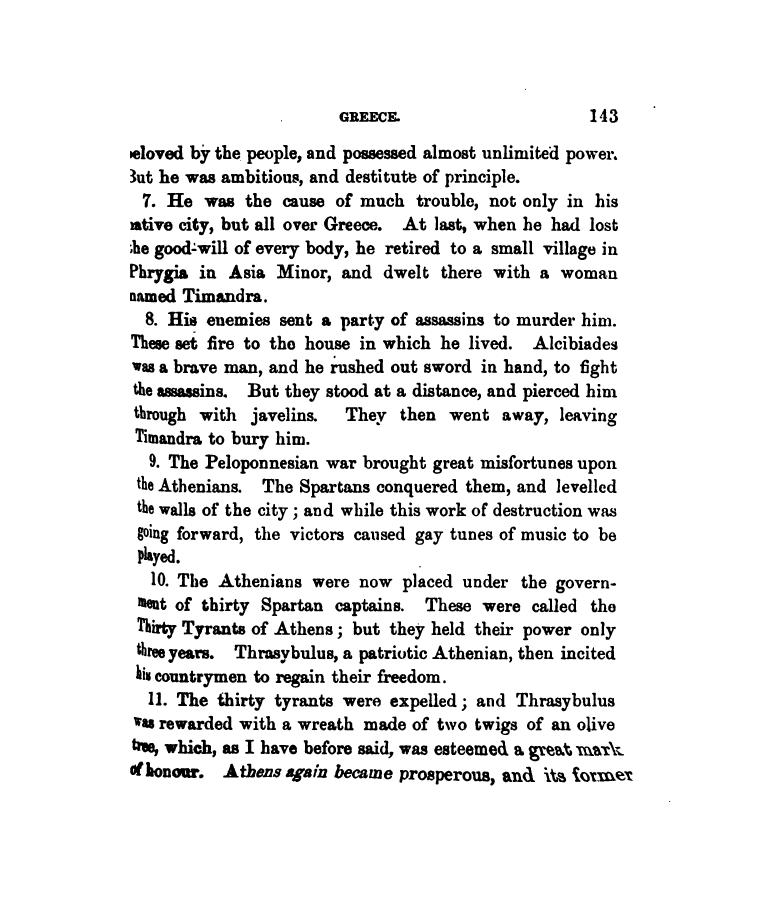 GREECE. 143
eloved by the people, and possessed almost unlimited power.
But he was ambitious, and destitute of principle.
7. He was the cause of much trouble, not only in his
native city, but all over Greece. At last, when he had lost
the good-will of every body, he retired to a small village in
Phrygia in Asia Minor, and dwelt there with a woman
named Timandra.
8. His enemies sent a party of assassins to murder him.
These set fire to the house in which he lived. Alcibiades
was a brave man, and he rushed out sword in hand, to fight
the assassins. But they stood at a distance, and pierced him
through with javelins. They then went away, leaving
Timandra to bury him.
9. The Peloponnesian war brought great misfortunes upon
the Athenians. The Spartans conquered them, and levelled
the walls of the city ; and while this work of destruction was
going forward, the victors caused gay tunes of music to be
played.
10. The Athenians were now placed under the govern-
ment of thirty Spartan captains. These were called the
Thirty Tyrants of Athens ; but they held their power only
three years. Thrasybulus, a patriotic Athenian, then incited
his countrymen to regain their freedom.
11. The thirty tyrants were expelled ; and Thrasybulus
was rewarded with a wreath made of two twigs of an olive
tree, which, as I have before said, was esteemed a great mark
of honour. Athens again became prosperous, and its former